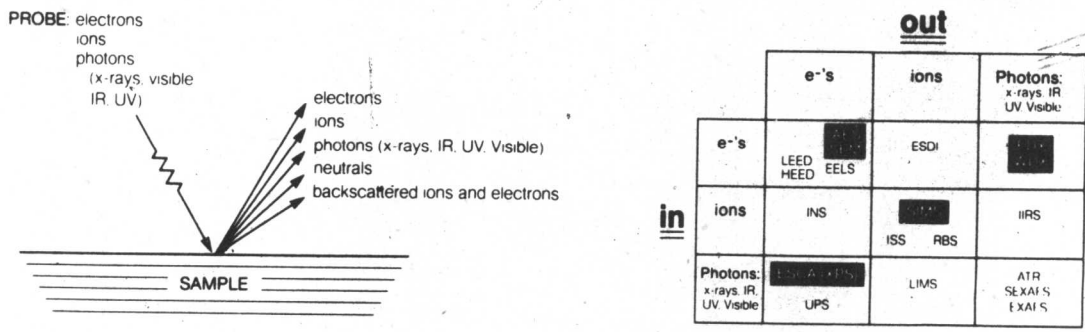 PROBE: electrons
ions
photons
(x-rays, visible
IR, UV)
electrons
ions
photons (x-rays, IR, UV, Visible)
neutrals
backscattered ions and electrons
SAMPLE
out
e-'s
ions
Photons:
x-rays, IR
UV Visible
in
e-'s
LEED
HEED
EELS
ESDI
ions
INS
ISS
RBS
IIRS
Photons:
x-rays, IR,
UV, Visible
ESCA (XPS)
UPS
LIMS
ATR
SEXAFS
EXAFS